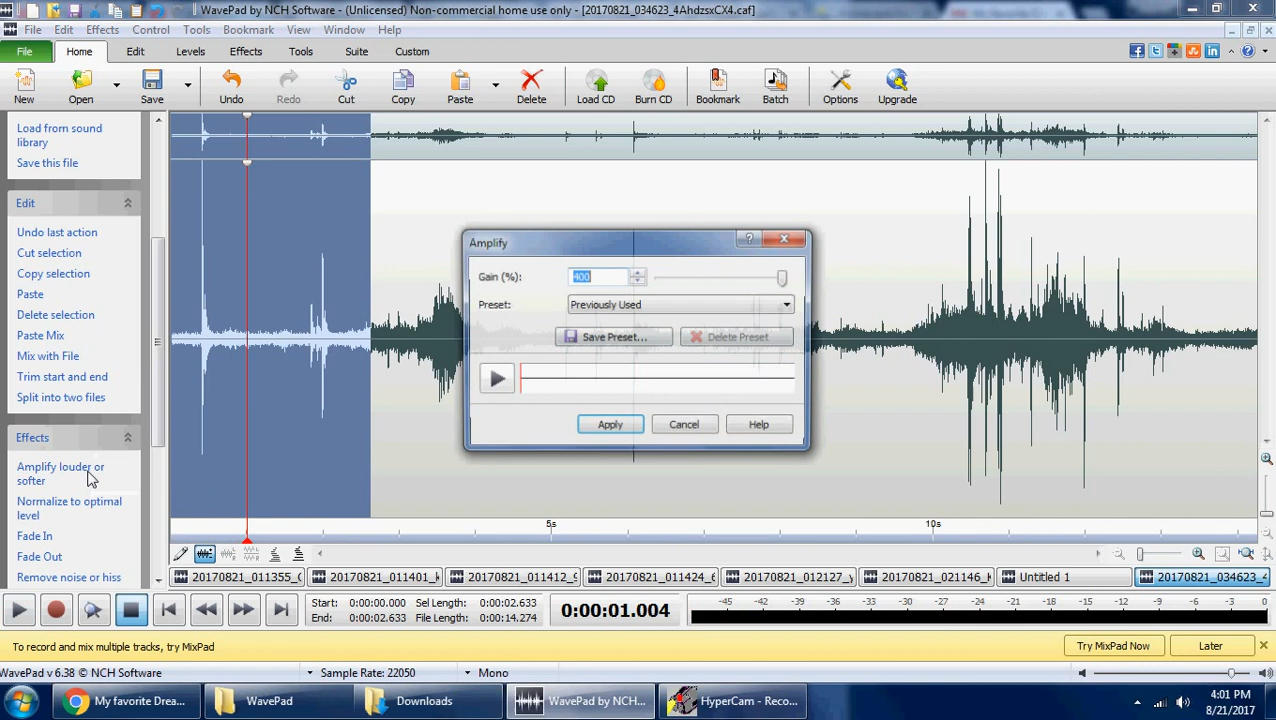 WavePad by NCH Software - (Unlicensed) Non-commercial home use only - [20170821_034623_4AhdzsxCX4.caf]
File Edit Effects Control Tools Bookmark View Window Help
File Home Edit Levels Effects Tools Suite Custom
New Open Save Undo Redo Cut Copy Paste Delete Load CD Burn CD Bookmark Batch Options Upgrade
Load from sound
library
Save this file
Edit
Undo last action
Cut selection
Copy selection
Paste
Delete selection
Paste Mix
Mix with File
Trim start and end
Split into two files
Effects
Amplify louder or
softer
Normalize to optimal
level
Fade In
Fade Out
Remove noise or hiss
Amplify
Gain (%): 400
Preset: Previously Used
Save Preset... Delete Preset
Apply Cancel Help
5s 10s
20170821_011355_( 20170821_011401_k 20170821_011412_5 20170821_011424_6 20170821_012127_y 20170821_021146_k Untitled 1 20170821_034623_4
Start: 0:00:00.000 Sel Length: 0:00:02.633
End: 0:00:02.633 File Length: 0:00:14.274
0:00:01.004
-45 -42 -39 -36 -33 -30 -27 -24 -21 -18 -15 -12 -9 -6 -3 0
To record and mix multiple tracks, try MixPad Try MixPad Now Later
WavePad v 6.38 © NCH Software Sample Rate: 22050 Mono
My favorite Drea... WavePad Downloads WavePad by NCH... HyperCam - Reco...
4:01 PM
8/21/2017